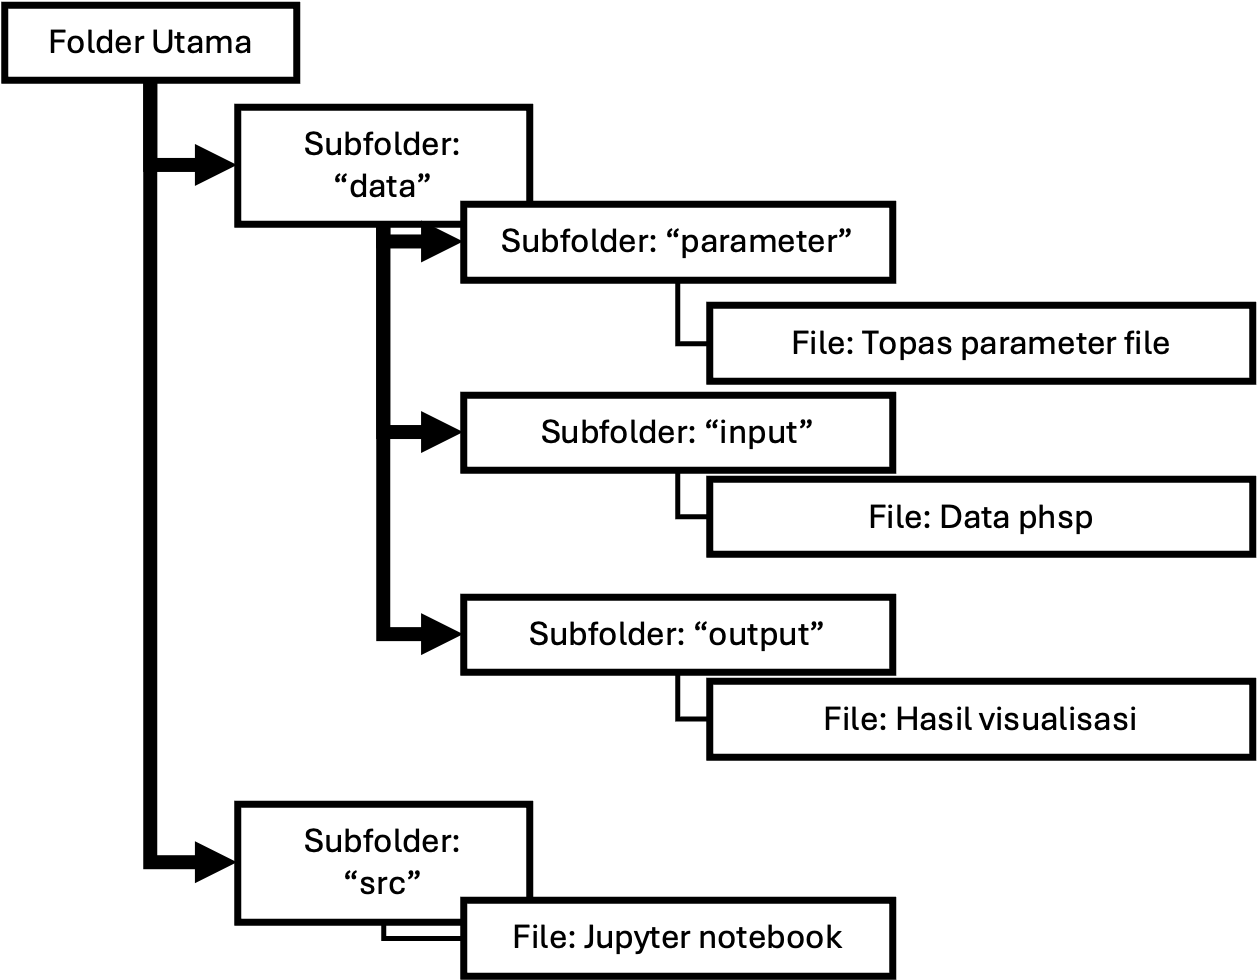 Folder Utama
Subfolder:
“data”
Subfolder: “parameter”
File: Topas parameter file
Subfolder: “input”
File: Data phsp
Subfolder: “output”
File: Hasil visualisasi
Subfolder:
“src”
File: Jupyter notebook